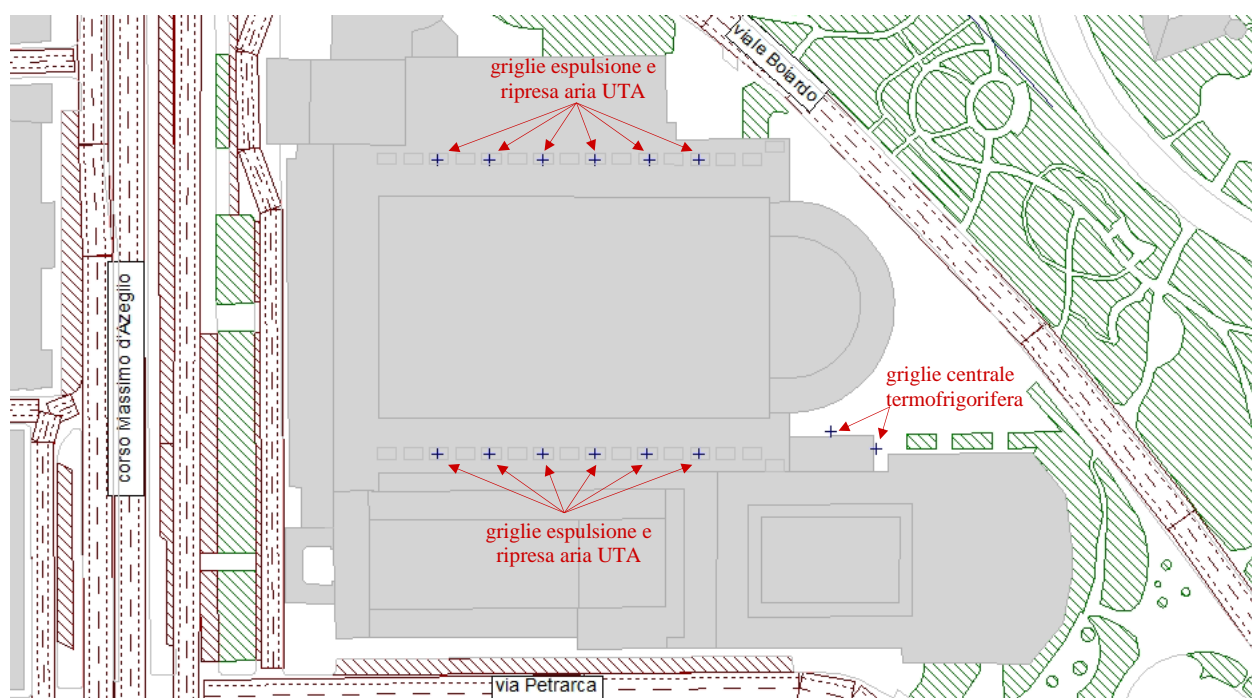 viale Boiardo
griglie espulsione e
ripresa aria UTA
corso Massimo d'Azeglio
griglie centrale
termofrigorifera
griglie espulsione e
ripresa aria UTA
via Petrarca